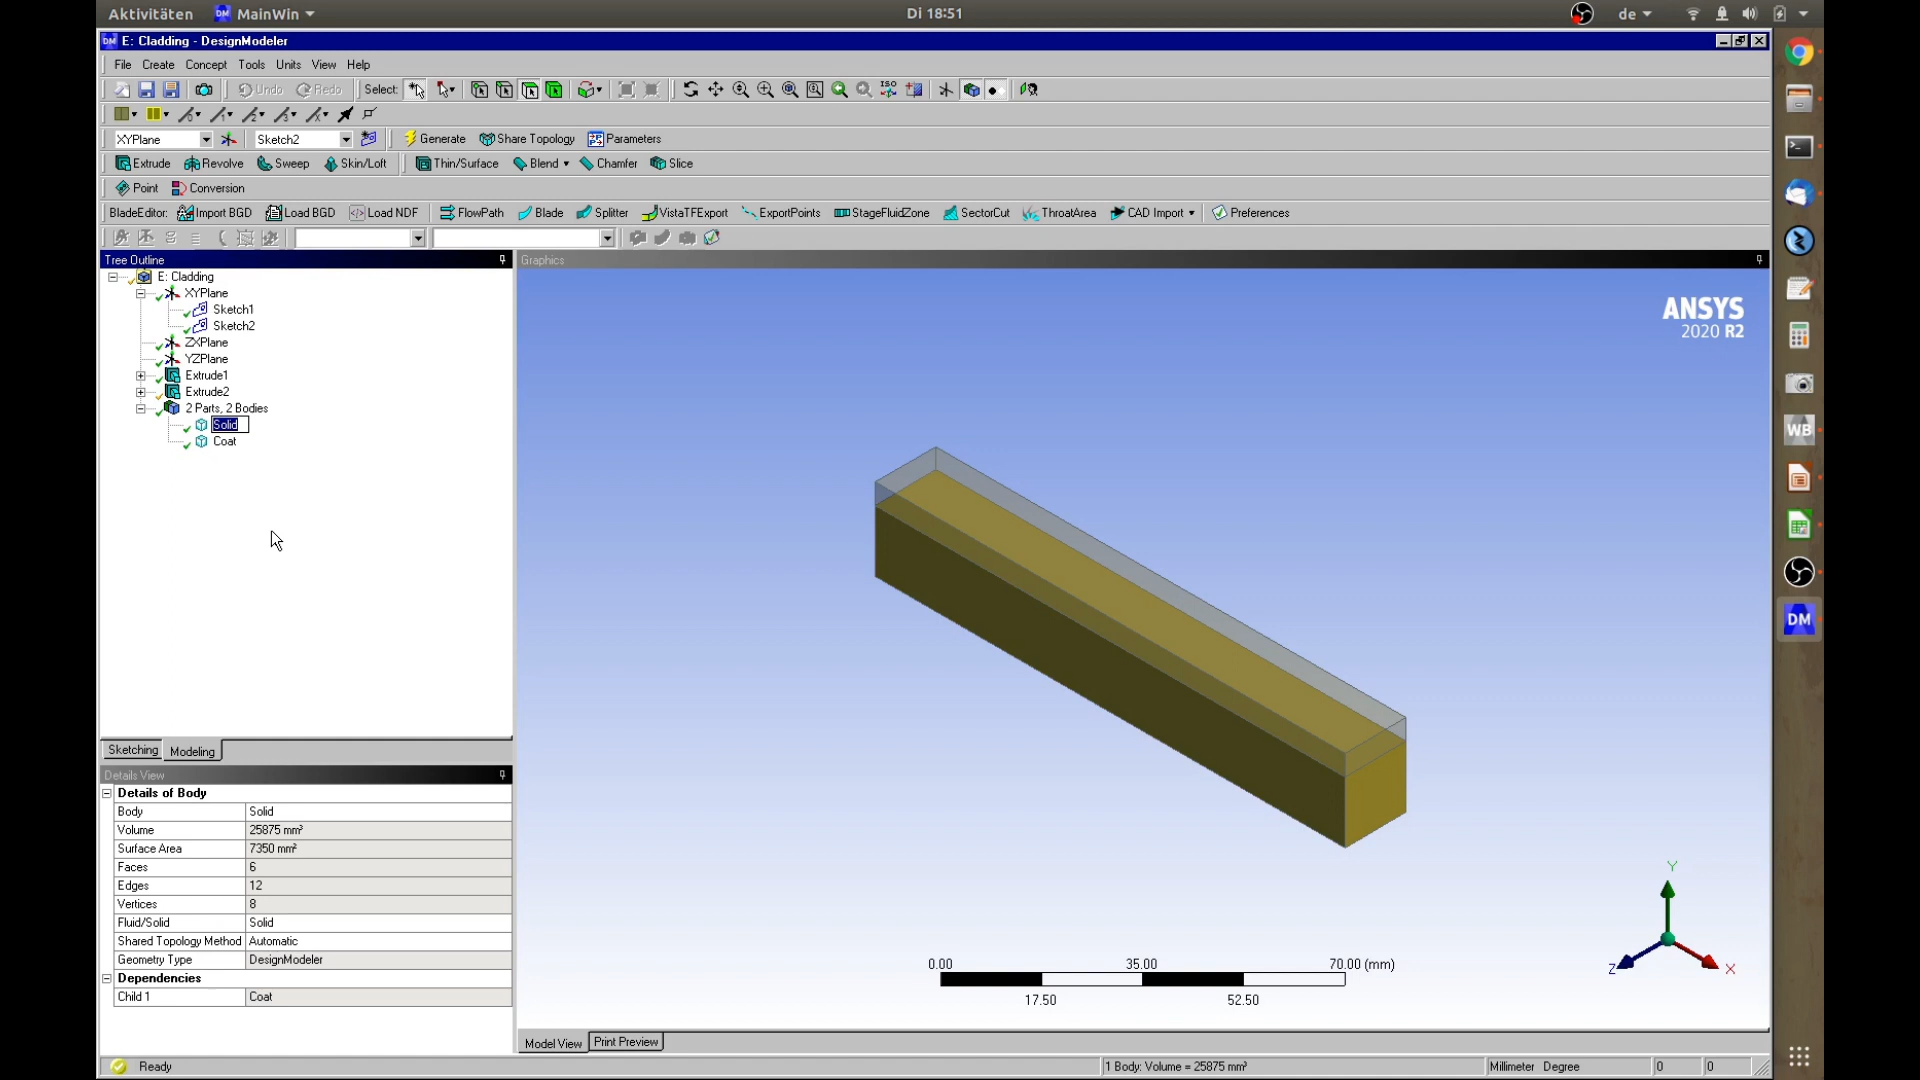 Aktivitäten MainWin Di 18:51 de
DM E: Cladding - DesignModeler
File Create Concept Tools Units View Help
Undo Redo Select: ISO
XYPlane Sketch2 Generate Share Topology Parameters
Extrude Revolve Sweep Skin/Loft Thin/Surface Blend Chamfer Slice
Point Conversion
BladeEditor: Import BGD Load BGD Load NDF FlowPath Blade Splitter VistaTFExport ExportPoints StageFluidZone SectorCut ThroatArea CAD Import Preferences
Tree Outline
Graphics
E: Cladding
XYPlane
Sketch1
Sketch2
ZXPlane
YZPlane
Extrude1
Extrude2
2 Parts, 2 Bodies
Solid
Coat
ANSYS
2020 R2
WB
DM
Sketching Modeling
Details View
Details of Body
Body Solid
Volume 25875 mm³
Surface Area 7350 mm²
Faces 6
Edges 12
Vertices 8
Fluid/Solid Solid
Shared Topology Method Automatic
Geometry Type DesignModeler
Dependencies
Child 1 Coat
0.00 35.00 70.00 (mm)
17.50 52.50
Y
Z X
Model View Print Preview
Ready 1 Body: Volume = 25875 mm³ Millimeter Degree 0 0